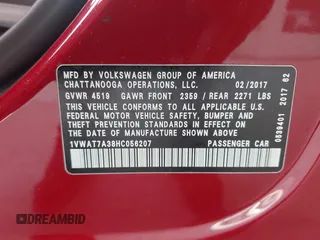 MFD BY VOLKSWAGEN GROUP OF AMERICA
CHATTANOOGA OPERATIONS, LLC. 02/2017
GVWR 4519 GAWR FRONT 2359 / REAR 2271 LBS
THIS VEHICLE CONFORMS TO ALL APPLICABLE U.S.
FEDERAL MOTOR VEHICLE SAFETY, BUMPER AND
THEFT PREVENTION STANDARDS IN EFFECT ON THE
DATE OF MANUFACTURE SHOWN ABOVE.
1VWAT7A38HC056207 PASSENGER CAR
0599401 2017 62
DREAMBID